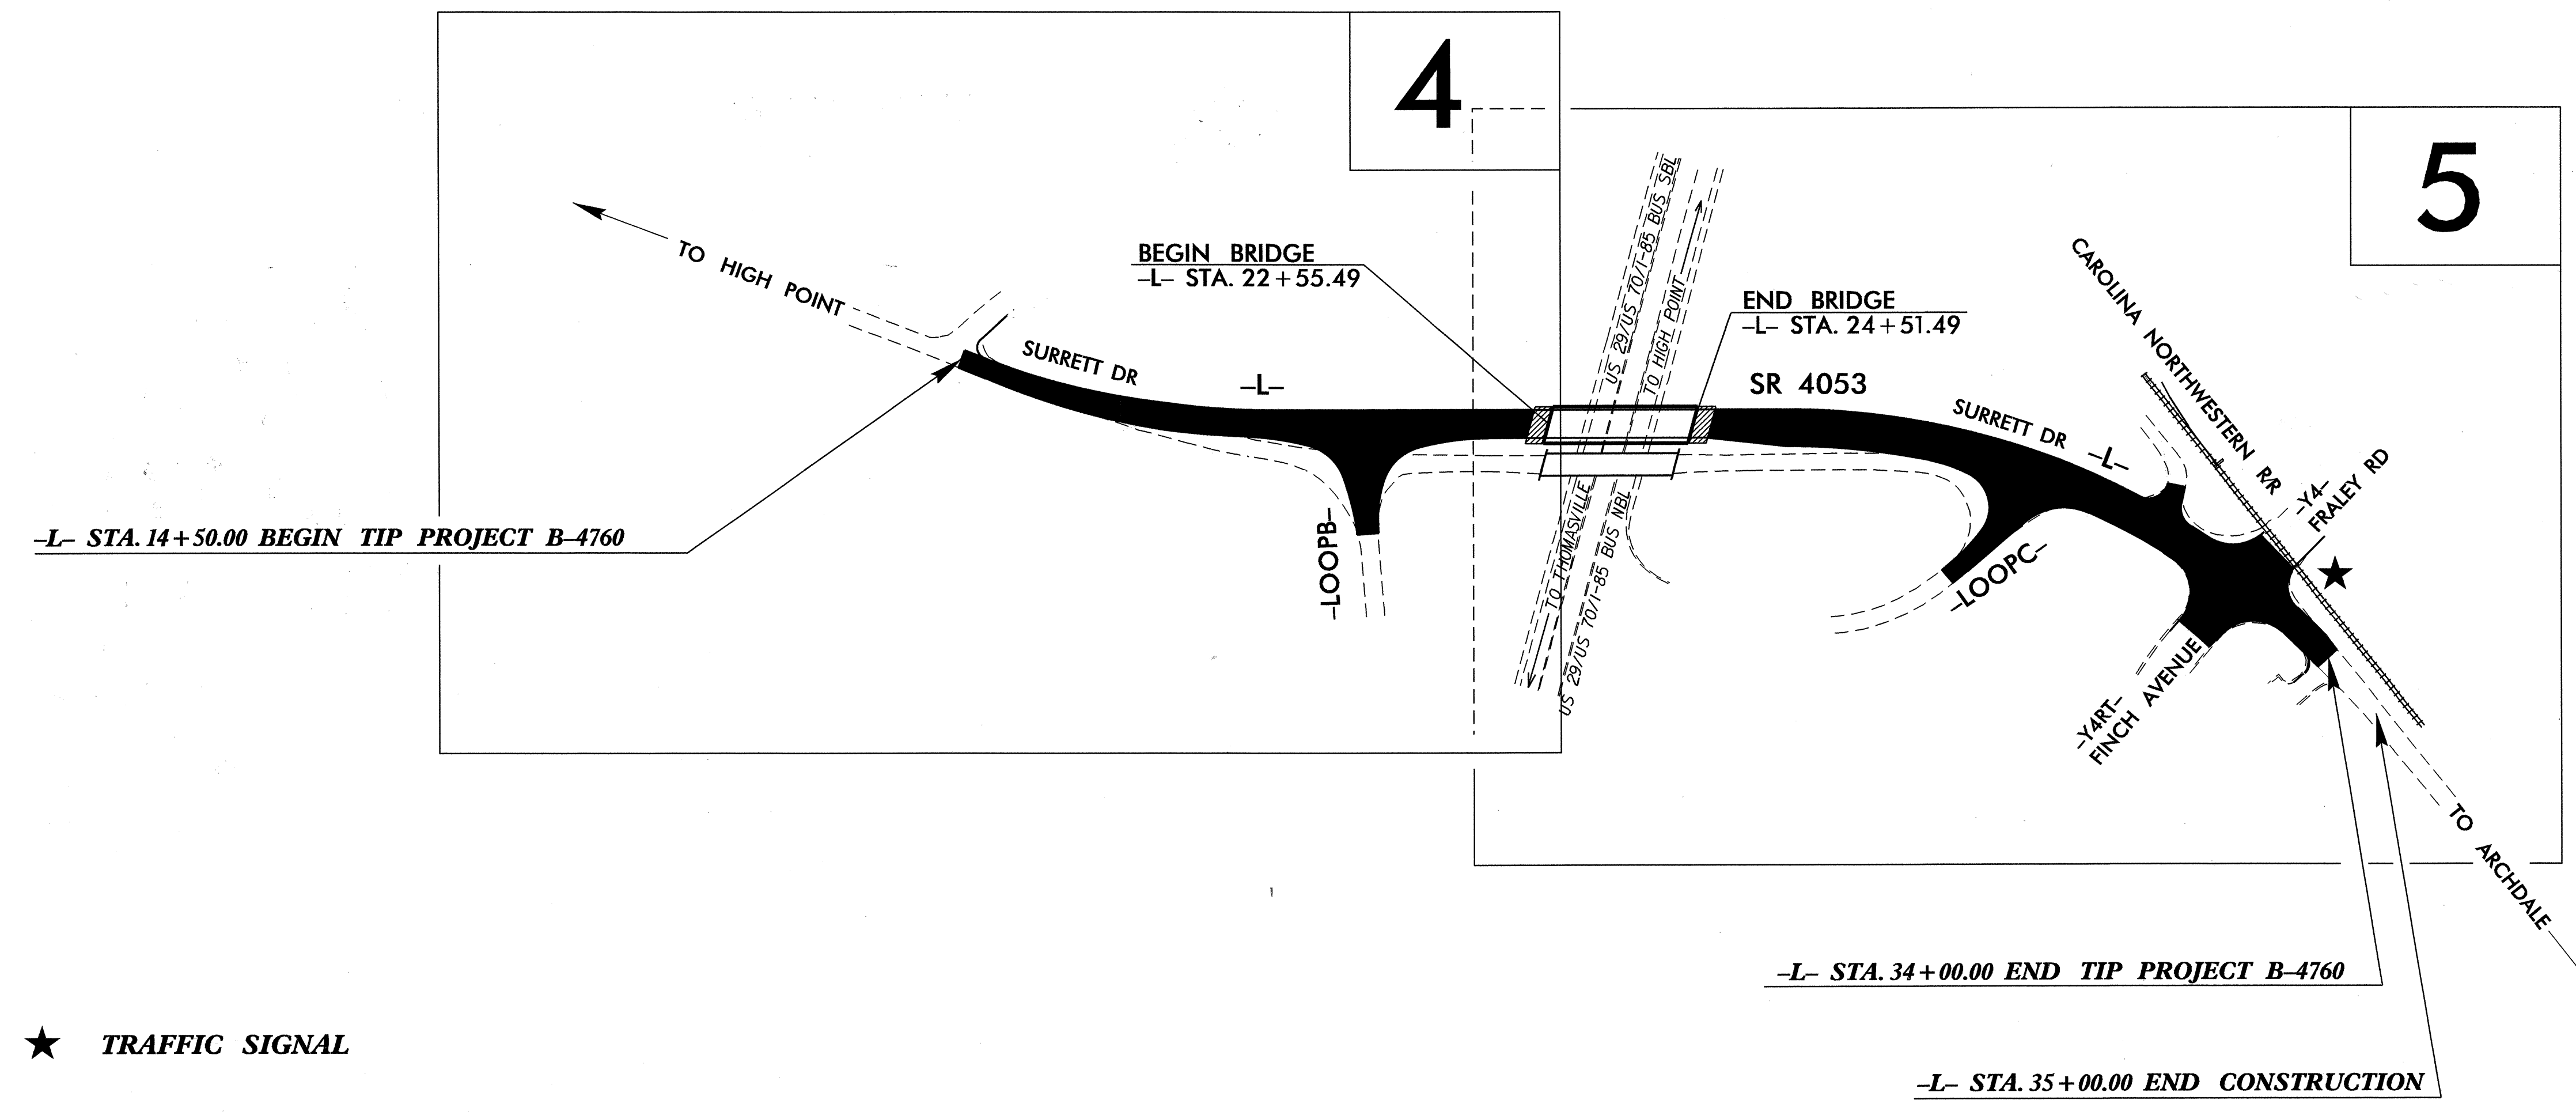 4
5
TO HIGH POINT
BEGIN BRIDGE
-L- STA. 22+55.49
US 29/US 70/I-85 BUS SBL
TO HIGH POINT
END BRIDGE
-L- STA. 24+51.49
SR 4053
CAROLINA NORTHWESTERN R/R
SURRETT DR
-L-
SURRETT DR
-L-
-Y4-
FRALEY RD
-L- STA. 14+50.00 BEGIN TIP PROJECT B-4760
-LOOPB-
TO THOMASVILLE
US 29/US 70/I-85 BUS NBL
-LOOPC-
-Y4RT-
FINCH AVENUE
TO ARCHDALE
-L- STA. 34+00.00 END TIP PROJECT B-4760
★ TRAFFIC SIGNAL
-L- STA. 35+00.00 END CONSTRUCTION